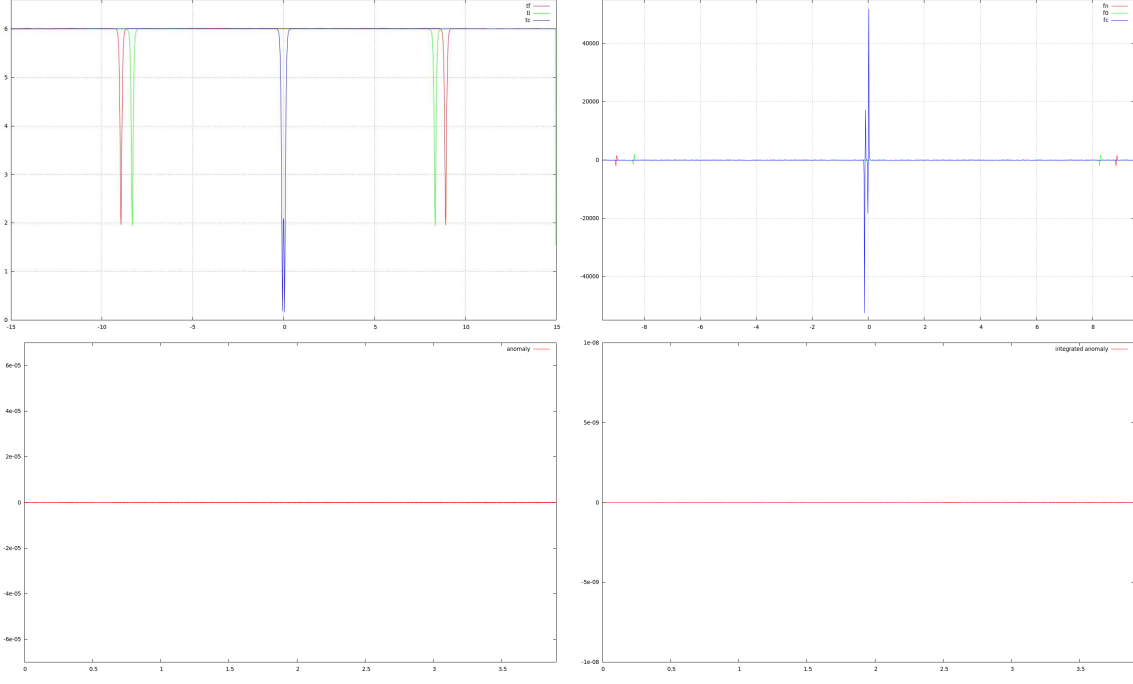 tf
ti
tc
6
5
4
3
2
1
0
-15 -10 -5 0 5 10 15
fn
f0
fc
40000
20000
0
-20000
-40000
-8 -6 -4 -2 0 2 4 6 8
anomaly
6e-05
4e-05
2e-05
0
-2e-05
-4e-05
-6e-05
0 0.5 1 1.5 2 2.5 3 3.5
integrated anomaly
1e-08
5e-09
0
-5e-09
-1e-08
0 0.5 1 1.5 2 2.5 3 3.5